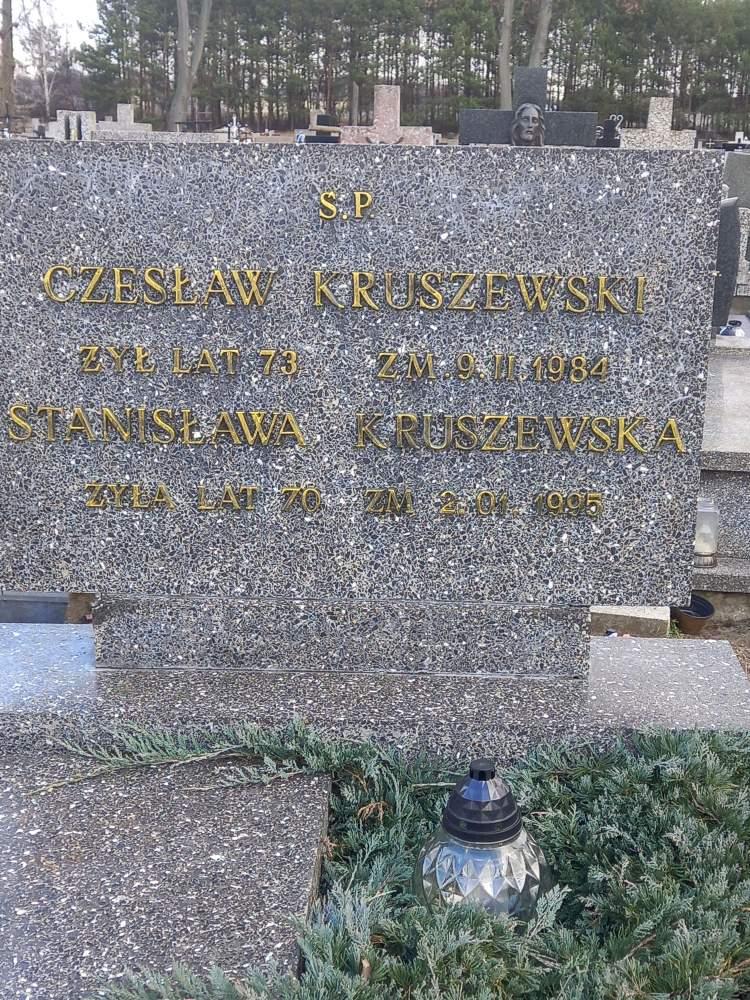 S.P.
CZESŁAW KRUSZEWSKI
ŻYŁ LAT 73 ZM. 9.II.1984
STANISŁAWA KRUSZEWSKA
ŻYŁA LAT 70 ZM 2.01.1995